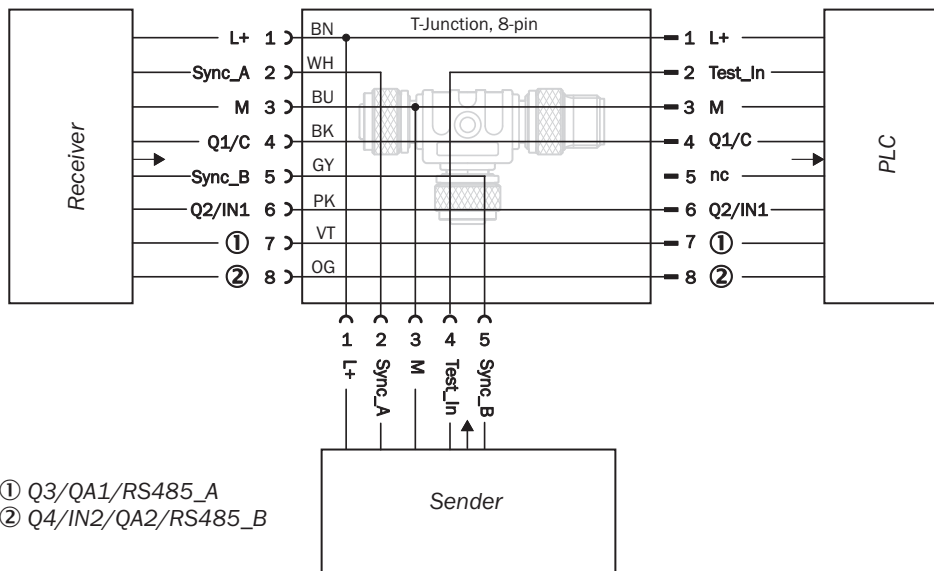 T-Junction, 8-pin
L+ 1 BN 1 L+
Sync_A 2 WH 2 Test_In
M 3 BU 3 M
Q1/C 4 BK 4 Q1/C
Sync_B 5 GY 5 nc
Q2/IN1 6 PK 6 Q2/IN1
① 7 VT 7 ①
② 8 OG 8 ②
Receiver
PLC
1 2 3 4 5
L+ Sync_A M Test_In Sync_B
Sender
① Q3/QA1/RS485_A
② Q4/IN2/QA2/RS485_B